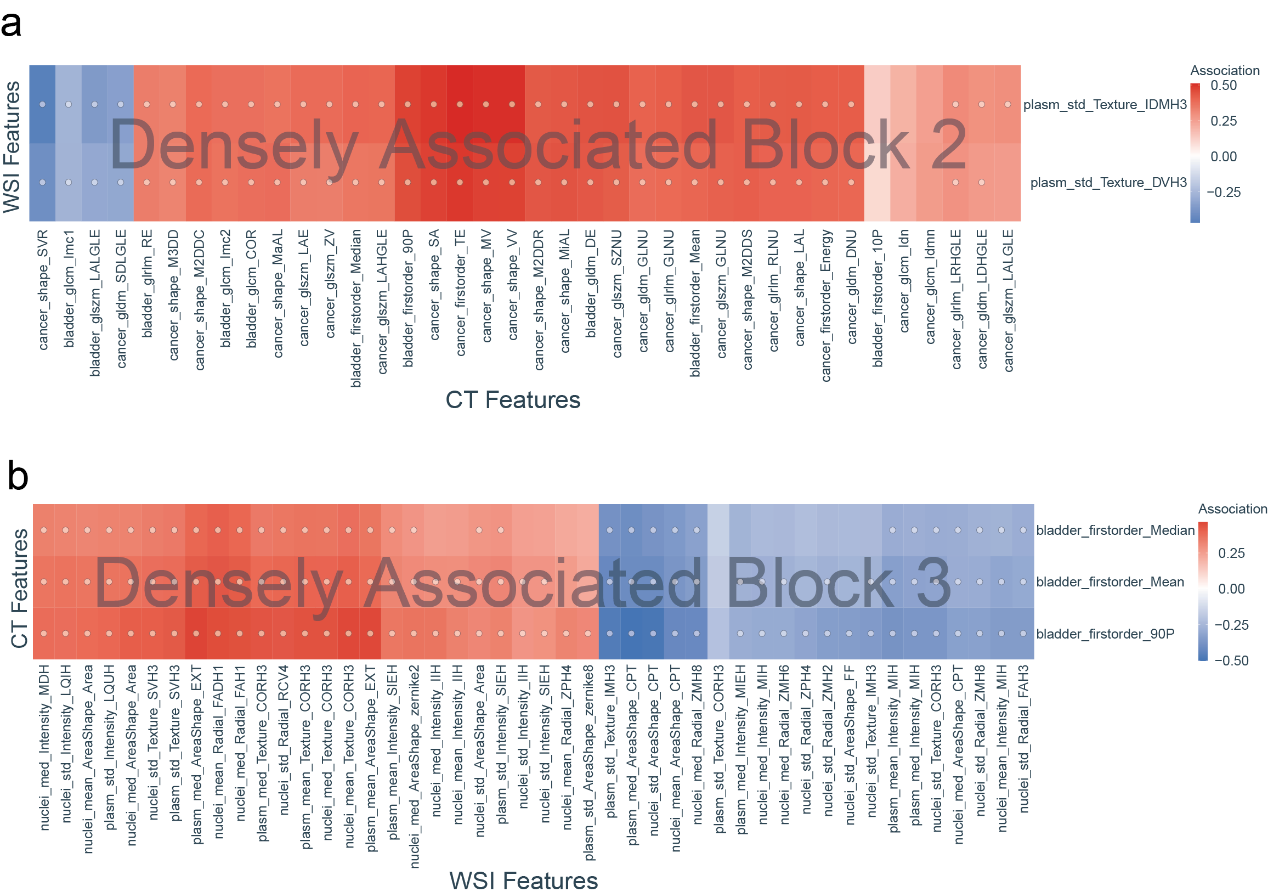 a
WSI Features
Densely Associated Block 2
plasm_std_Texture_IDMH3
plasm_std_Texture_DVH3
Association
0.50
0.25
0.00
−0.25
cancer_shape_SVR
bladder_glcm_Imc1
bladder_glszm_LALGLE
cancer_gldm_SDLGLE
bladder_glrlm_RE
cancer_shape_M3DD
cancer_shape_M2DDC
bladder_glcm_Imc2
bladder_glcm_COR
cancer_shape_MaAL
cancer_glszm_LAE
cancer_glszm_ZV
bladder_firstorder_Median
cancer_glszm_LAHGLE
bladder_firstorder_90P
cancer_shape_SA
cancer_firstorder_TE
cancer_shape_MV
cancer_shape_VV
cancer_shape_M2DDR
cancer_shape_MiAL
bladder_gldm_DE
cancer_glszm_SZNU
cancer_gldm_GLNU
cancer_glrlm_GLNU
bladder_firstorder_Mean
cancer_glszm_GLNU
cancer_shape_M2DDS
cancer_glrlm_RLNU
cancer_shape_LAL
cancer_firstorder_Energy
cancer_gldm_DNU
bladder_firstorder_10P
cancer_glcm_Idn
cancer_glcm_Idmn
cancer_glrlm_LRHGLE
cancer_gldm_LDHGLE
cancer_glszm_LALGLE
CT Features
b
CT Features
Densely Associated Block 3
bladder_firstorder_Median
bladder_firstorder_Mean
bladder_firstorder_90P
Association
0.25
0.00
−0.25
−0.50
nuclei_med_Intensity_MDH
nuclei_std_Intensity_LQIH
nuclei_mean_AreaShape_Area
plasm_std_Intensity_LQUH
nuclei_med_AreaShape_Area
nuclei_std_Texture_SVH3
plasm_std_Texture_SVH3
plasm_med_AreaShape_EXT
nuclei_mean_Radial_FADH1
nuclei_med_Radial_FAH1
plasm_med_Texture_CORH3
nuclei_std_Radial_RCV4
plasm_mean_Texture_CORH3
nuclei_med_Texture_CORH3
nuclei_mean_Texture_CORH3
plasm_mean_AreaShape_EXT
plasm_mean_Intensity_SIEH
nuclei_med_AreaShape_zernike2
nuclei_med_Intensity_IIH
nuclei_mean_Intensity_IIH
nuclei_std_AreaShape_Area
plasm_std_Intensity_SIEH
nuclei_std_Intensity_IIH
nuclei_std_Intensity_SIEH
nuclei_mean_Radial_ZPH4
plasm_std_AreaShape_zernike8
plasm_std_Texture_IMH3
plasm_med_AreaShape_CPT
nuclei_std_AreaShape_CPT
nuclei_mean_AreaShape_CPT
nuclei_med_Radial_ZMH8
plasm_std_Texture_CORH3
plasm_med_Intensity_MIEH
nuclei_med_Intensity_MIH
nuclei_med_Radial_ZMH6
nuclei_std_Radial_ZPH4
nuclei_std_Radial_ZMH2
nuclei_std_AreaShape_FF
nuclei_std_Texture_IMH3
plasm_mean_Intensity_MIH
plasm_med_Intensity_MIH
nuclei_std_Texture_CORH3
nuclei_med_AreaShape_CPT
nuclei_std_Radial_ZMH8
nuclei_mean_Intensity_MIH
nuclei_std_Radial_FAH3
WSI Features